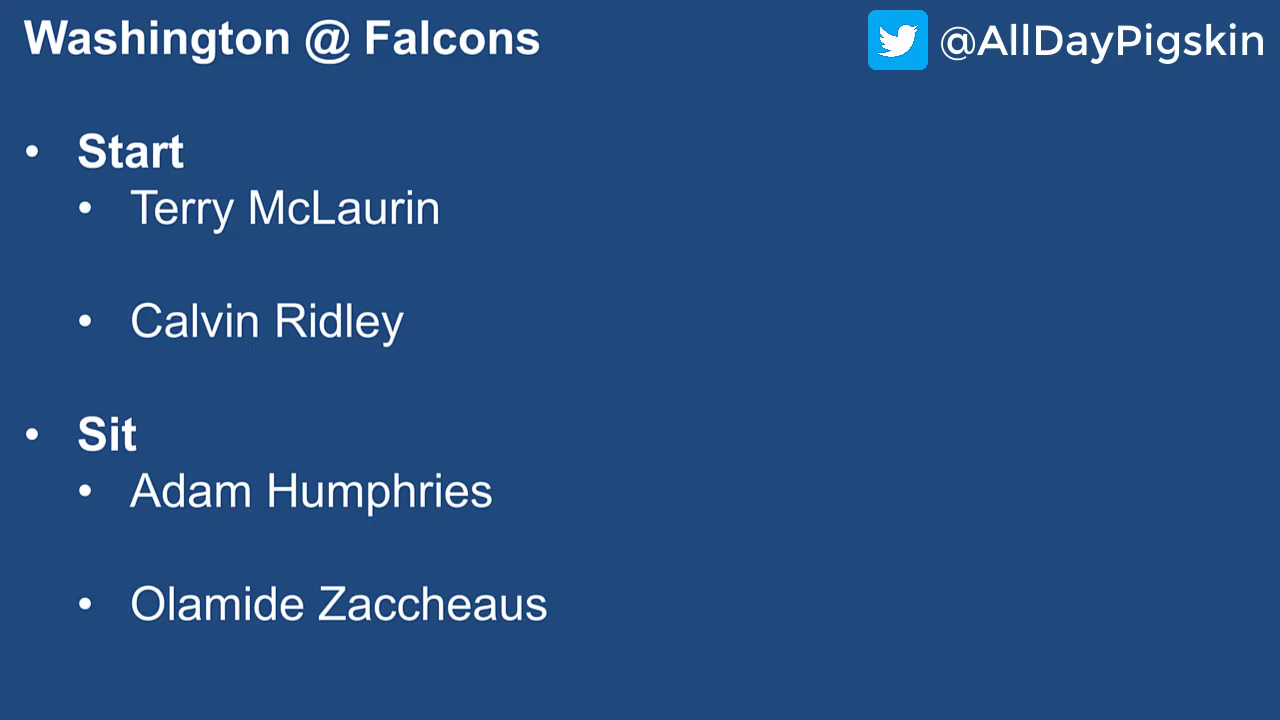 Washington @ Falcons
@AllDayPigskin
• Start
• Terry McLaurin
• Calvin Ridley
• Sit
• Adam Humphries
• Olamide Zaccheaus